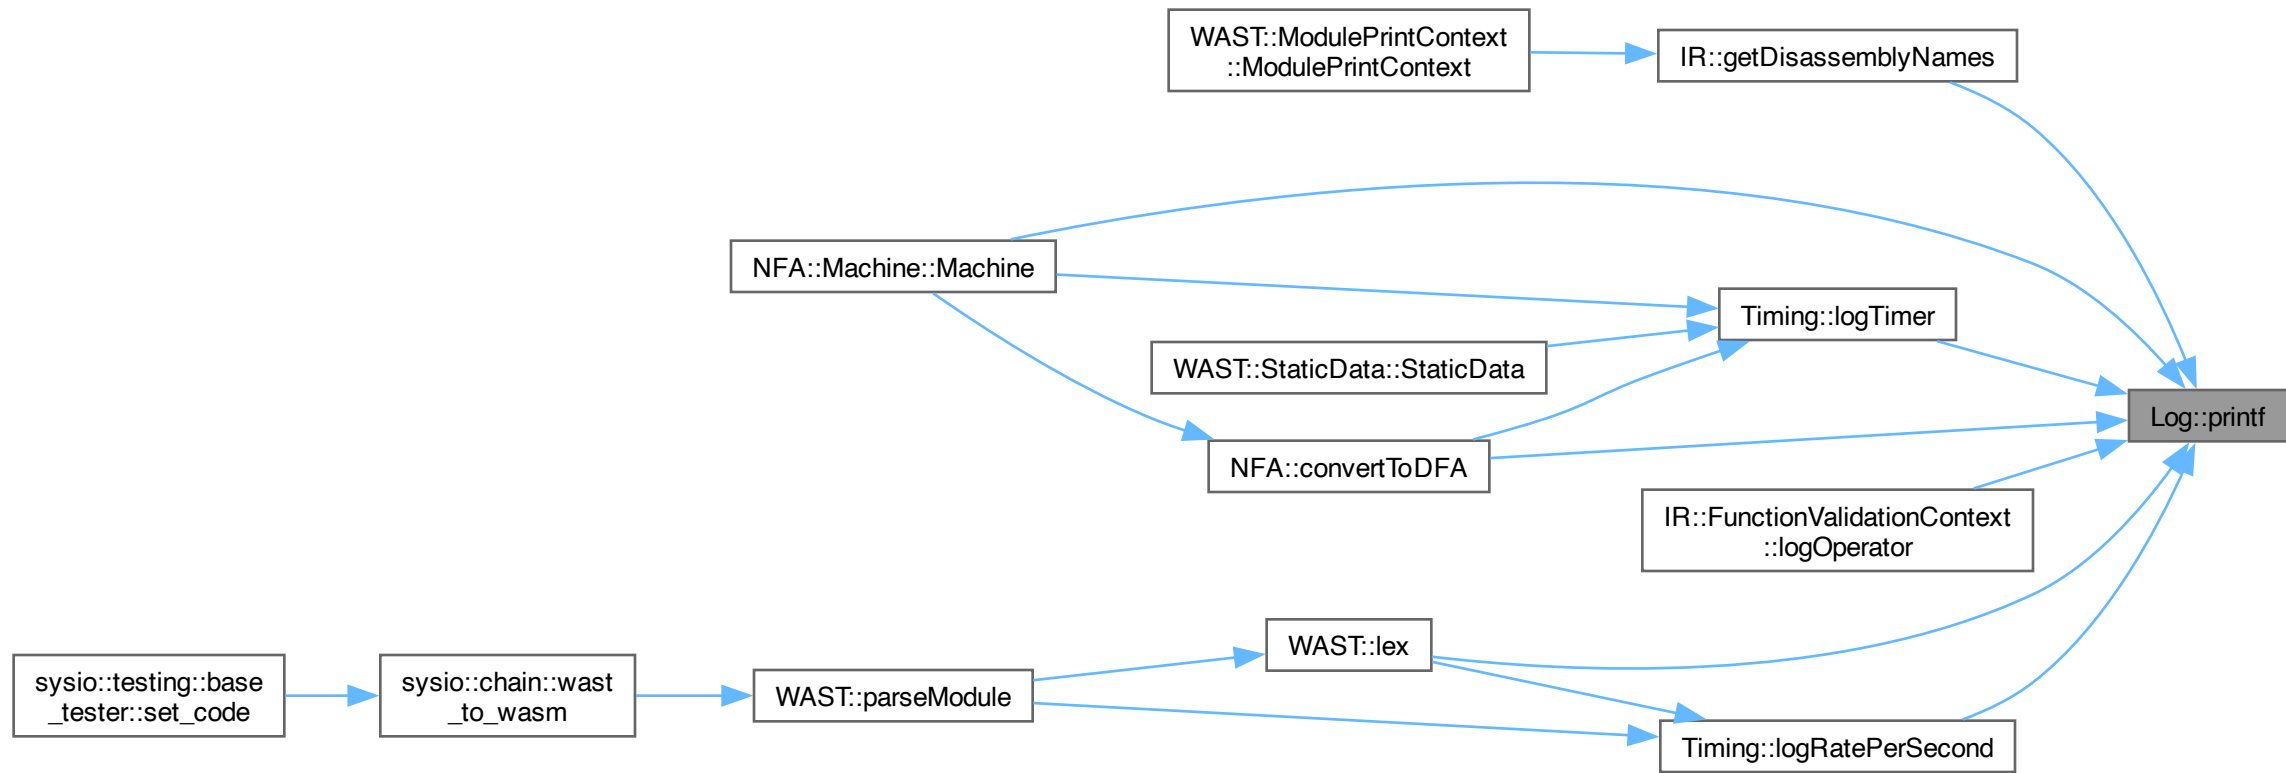 WAST::ModulePrintContext
::ModulePrintContext
IR::getDisassemblyNames
NFA::Machine::Machine
Timing::logTimer
WAST::StaticData::StaticData
Log::printf
NFA::convertToDFA
IR::FunctionValidationContext
::logOperator
WAST::lex
sysio::testing::base
_tester::set_code
sysio::chain::wast
_to_wasm
WAST::parseModule
Timing::logRatePerSecond